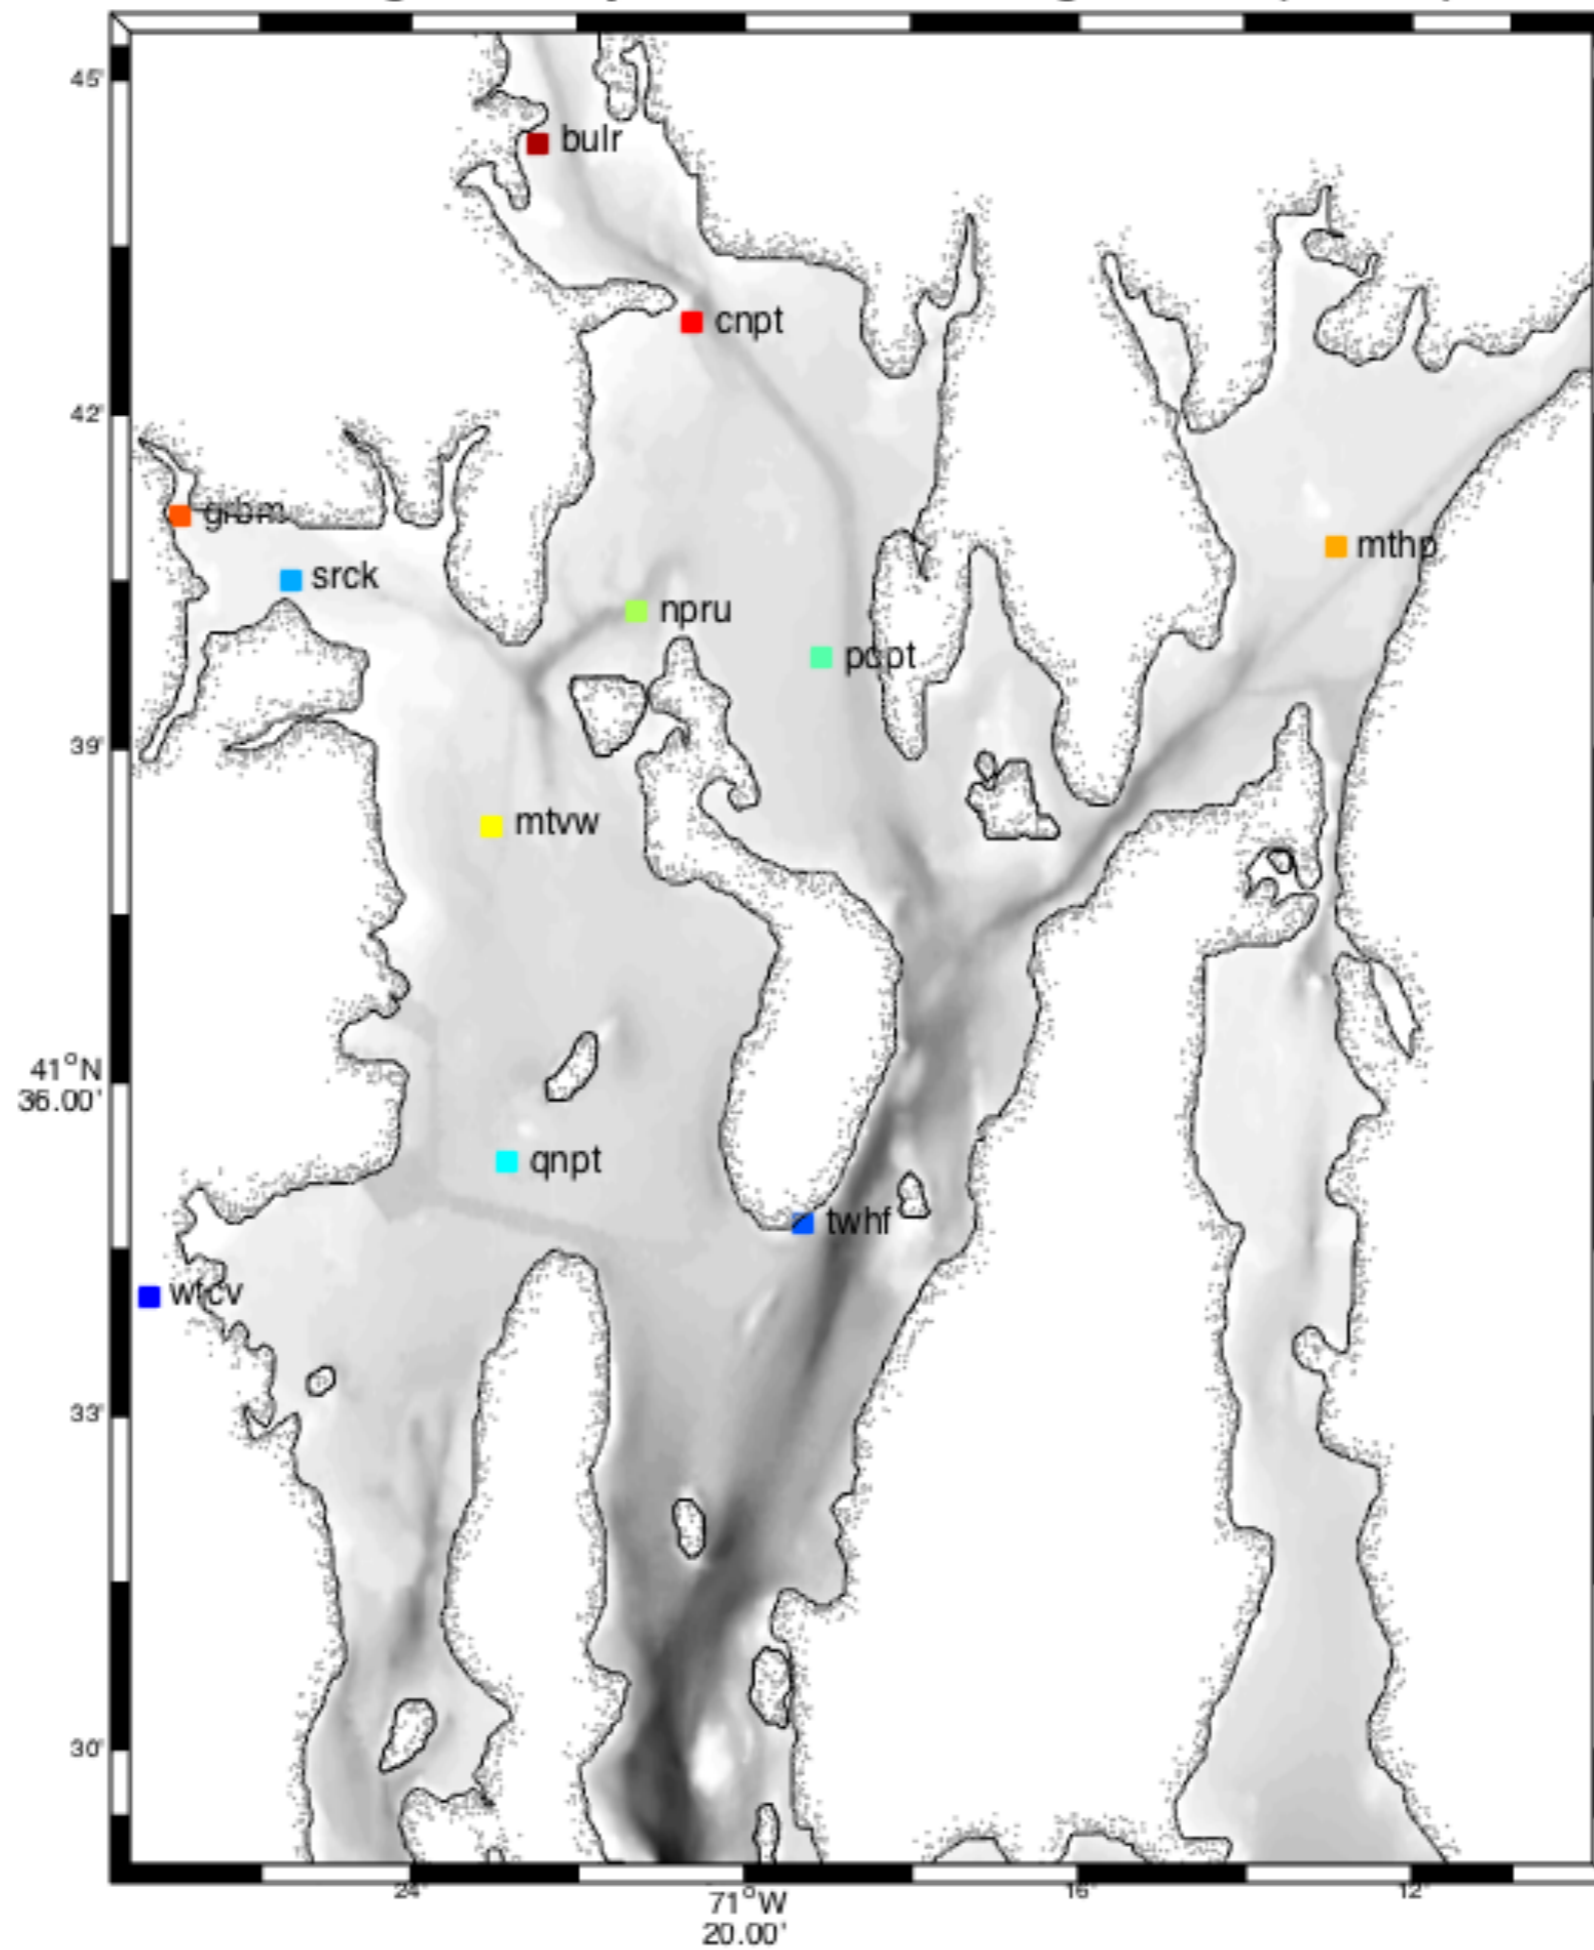 45'
bulr
cnpt
42'
grbm
srck
mthp
npru
pcpt
39'
mtvw
41°N
36.00'
qnpt
twhf
wtcv
33'
30'
24'
71°W
20.00'
16'
12'